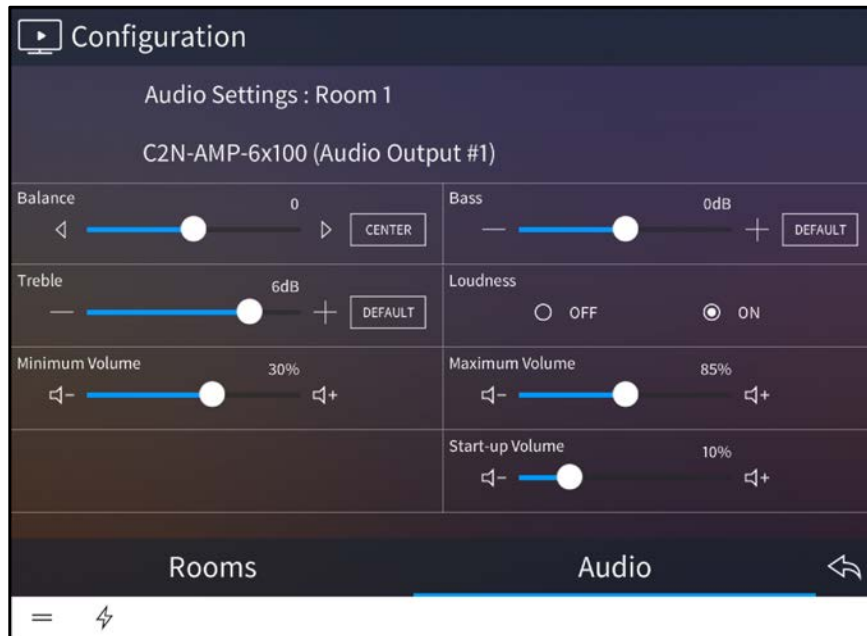 Configuration
Audio Settings : Room 1
C2N-AMP-6x100 (Audio Output #1)
Balance
0
CENTER
Bass
0dB
DEFAULT
Treble
6dB
DEFAULT
Loudness
OFF
ON
Minimum Volume
30%
Maximum Volume
85%
Start-up Volume
10%
Rooms
Audio